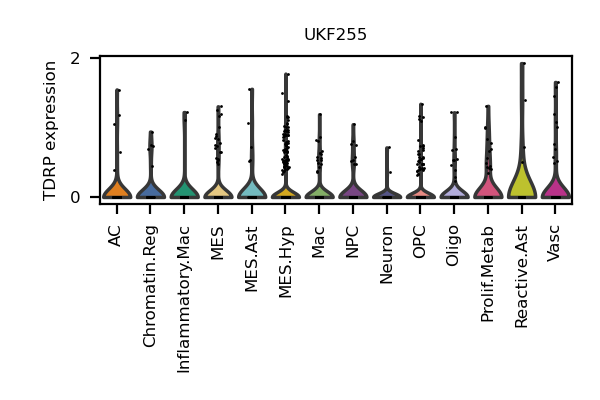 UKF255
TDRP expression
2
0
AC
Chromatin.Reg
Inflammatory.Mac
MES
MES.Ast
MES.Hyp
Mac
NPC
Neuron
OPC
Oligo
Prolif.Metab
Reactive.Ast
Vasc